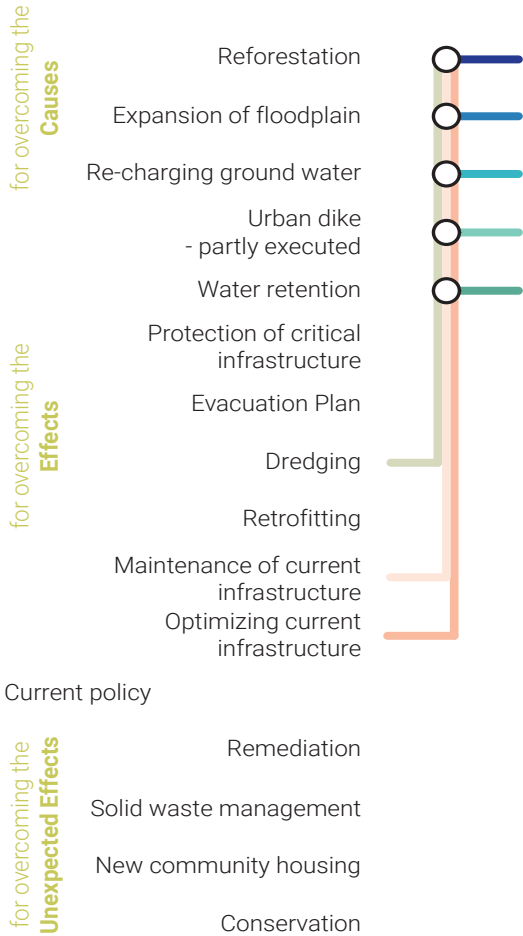 for overcoming the
Causes
Reforestation
Expansion of floodplain
Re-charging ground water
Urban dike
- partly executed
Water retention
for overcoming the
Effects
Protection of critical
infrastructure
Evacuation Plan
Dredging
Retrofitting
Maintenance of current
infrastructure
Optimizing current
infrastructure
Current policy
for overcoming the
Unexpected Effects
Remediation
Solid waste management
New community housing
Conservation